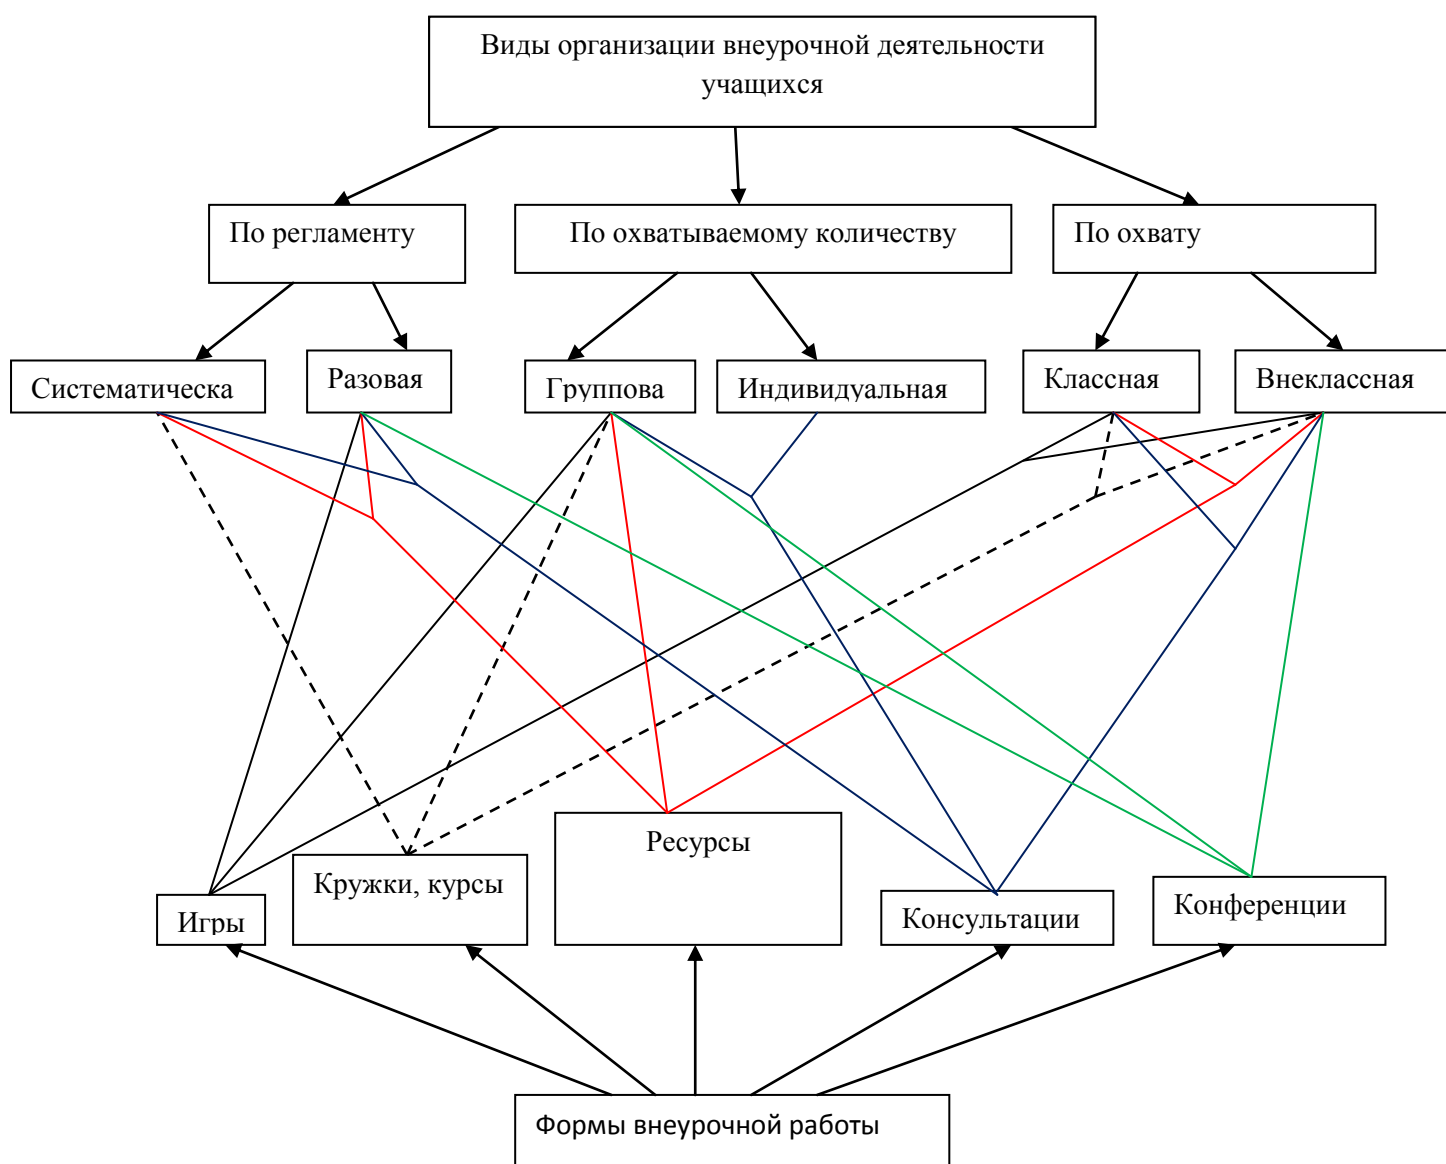 Виды организации внеурочной деятельности
учащихся
По регламенту
По охватываемому количеству
По охвату
Систематическа
Разовая
Группова
Индивидуальная
Классная
Внеклассная
Ресурсы
Кружки, курсы
Игры
Консультации
Конференции
Формы внеурочной работы